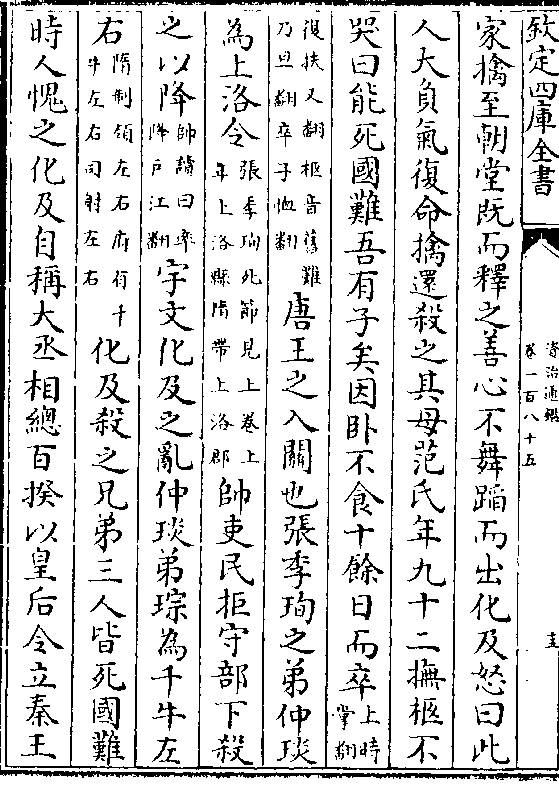 欽定四庫全書
資治通鑑
卷一百八十五
家擒至朝堂既而釋之善心不舞蹈而出化及怒曰此
人大負氣復命擒還殺之其母范氏年九十二撫柩不
哭曰能死國難吾有子矣因卧不食十餘日而卒上時掌翻
復扶又翻柩音舊難乃旦翻卒子恤翻唐王之入關也張季珣之弟仲琰
為上洛令張季珣死節見上卷上年上洛縣隋帶上洛郡帥吏民拒守部下殺
之以降帥讀曰率降戶江翻宇文化及之亂仲琰弟琮為千牛左
右隋制領左右府有千牛左右司射左右化及殺之兄弟三人皆死國難
時人愧之化及自稱大丞相總百揆以皇后令立秦王